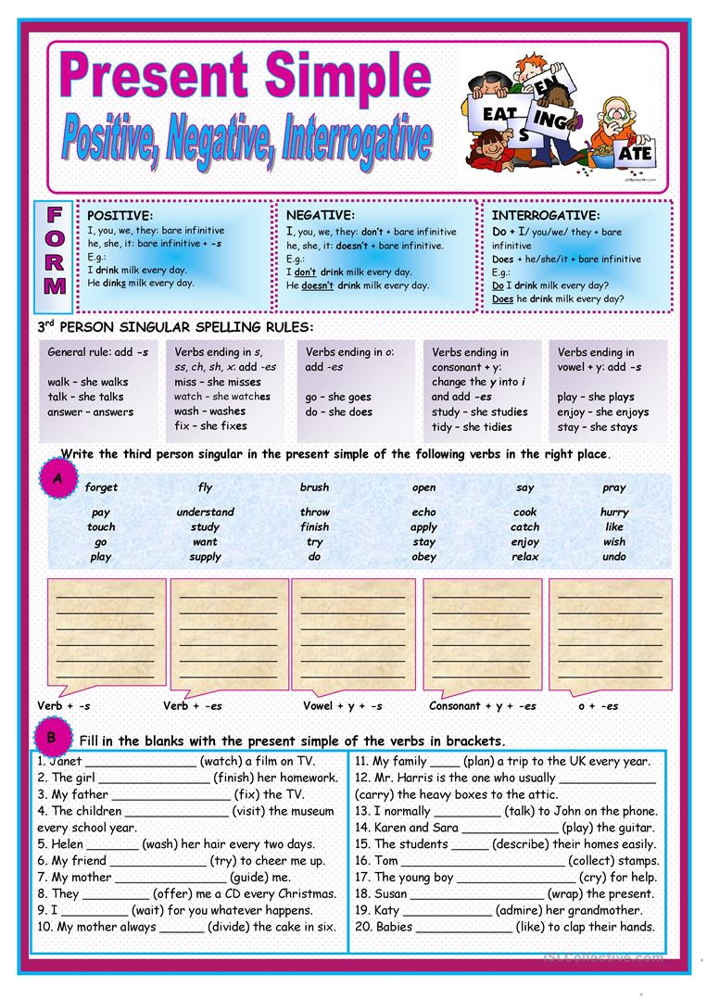 Present Simple
Positive, Negative, Interrogative
EN
EAT
ING
S
ATE
FORM
POSITIVE:
I, you, we, they: bare infinitive
he, she, it: bare infinitive + -s
E.g.:
I drink milk every day.
He dinks milk every day.
NEGATIVE:
I, you, we, they: don't + bare infinitive
he, she, it: doesn't + bare infinitive.
E.g.:
I don't drink milk every day.
He doesn't drink milk every day.
INTERROGATIVE:
Do + I/ you/we/ they + bare
infinitive
Does + he/she/it + bare infinitive
E.g.:
Do I drink milk every day?
Does he drink milk every day?
3rd PERSON SINGULAR SPELLING RULES:
General rule: add -s
walk – she walks
talk – she talks
answer – answers
Verbs ending in s,
ss, ch, sh, x: add -es
miss – she misses
watch – she watches
wash – washes
fix – she fixes
Verbs ending in o:
add -es
go – she goes
do – she does
Verbs ending in
consonant + y:
change the y into i
and add -es
study – she studies
tidy – she tidies
Verbs ending in
vowel + y: add -s
play – she plays
enjoy – she enjoys
stay – she stays
Write the third person singular in the present simple of the following verbs in the right place.
A
forget fly brush open say pray
pay understand throw echo cook hurry
touch study finish apply catch like
go want try stay enjoy wish
play supply do obey relax undo
Verb + -s Verb + -es Vowel + y + -s Consonant + y + -es o + -es
B
Fill in the blanks with the present simple of the verbs in brackets.
1. Janet _________________ (watch) a film on TV.
2. The girl _________________ (finish) her homework.
3. My father __________________ (fix) the TV.
4. The children ________________ (visit) the museum
every school year.
5. Helen ________ (wash) her hair every two days.
6. My friend _____________ (try) to cheer me up.
7. My mother _________________ (guide) me.
8. They __________ (offer) me a CD every Christmas.
9. I _______ (wait) for you whatever happens.
10. My mother always _______ (divide) the cake in six.
11. My family ____ (plan) a trip to the UK every year.
12. Mr. Harris is the one who usually _______________
(carry) the heavy boxes to the attic.
13. I normally __________ (talk) to John on the phone.
14. Karen and Sara _______________ (play) the guitar.
15. The students ______ (describe) their homes easily.
16. Tom _________________________ (collect) stamps.
17. The young boy __________________ (cry) for help.
18. Susan ____________________ (wrap) the present.
19. Katy ______________ (admire) her grandmother.
20. Babies _______________ (like) to clap their hands.
iSLCollective.com